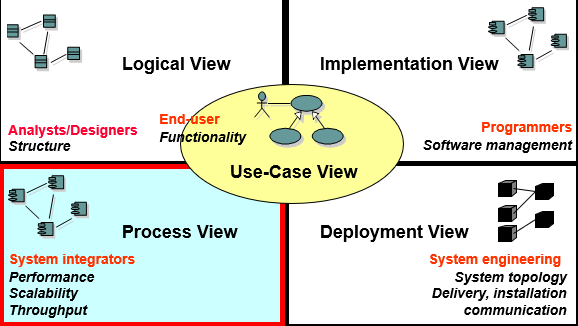 Logical View
Implementation View
Analysts/Designers
Structure
End-user
Functionality
Programmers
Software management
Use-Case View
Process View
Deployment View
System integrators
Performance
Scalability
Throughput
System engineering
System topology
Delivery, installation
communication